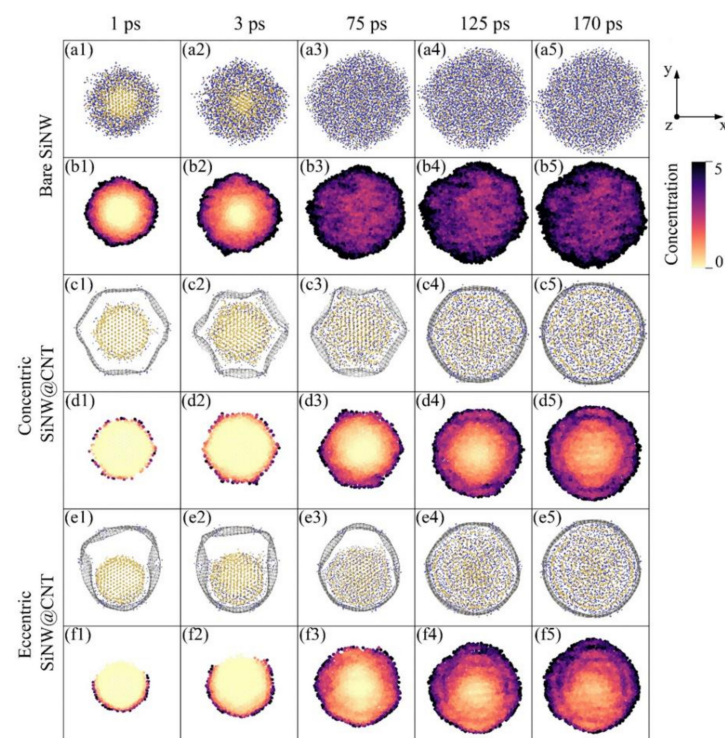 1 ps 3 ps 75 ps 125 ps 170 ps
Bare SiNW
(a1) (a2) (a3) (a4) (a5)
(b1) (b2) (b3) (b4) (b5)
Concentric
SiNW@CNT
(c1) (c2) (c3) (c4) (c5)
(d1) (d2) (d3) (d4) (d5)
Eccentric
SiNW@CNT
(e1) (e2) (e3) (e4) (e5)
(f1) (f2) (f3) (f4) (f5)
y
z x
Concentration
5
0